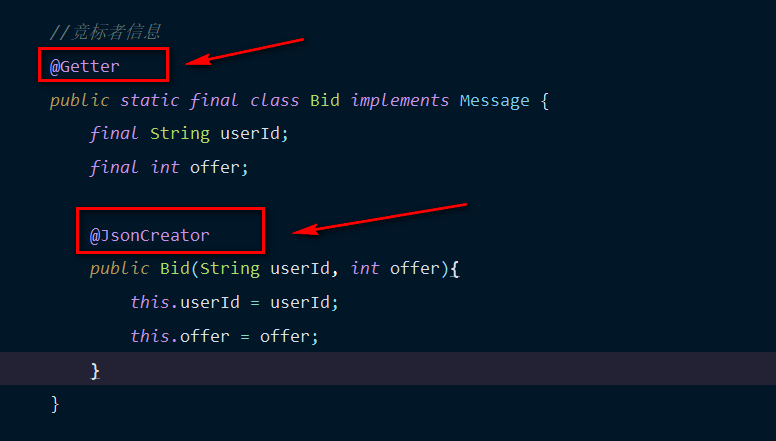 //竞标者信息
@Getter
public static final class Bid implements Message {
final String userId;
final int offer;
@JsonCreator
public Bid(String userId, int offer){
this.userId = userId;
this.offer = offer;
}
}